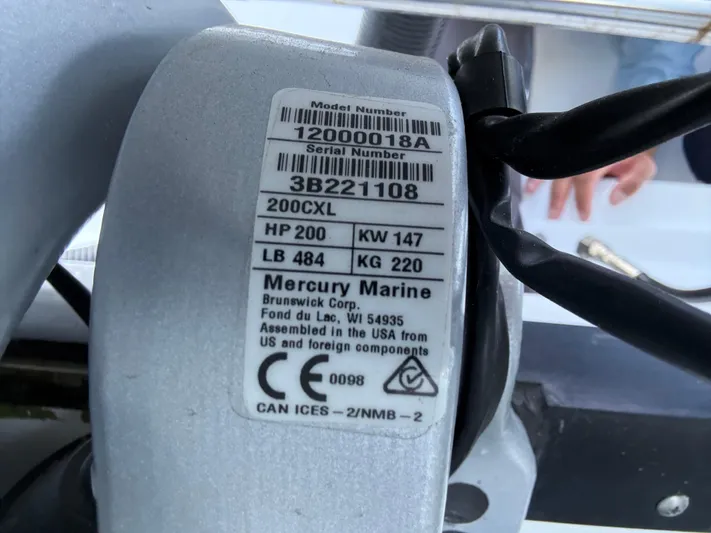 Model Number
12000018A
Serial Number
3B221108
200CXL
HP 200 KW 147
LB 484 KG 220
Mercury Marine
Brunswick Corp.
Fond du Lac, WI 54935
Assembled in the USA from
US and foreign components
CE 0098
CAN ICES-2/NMB-2